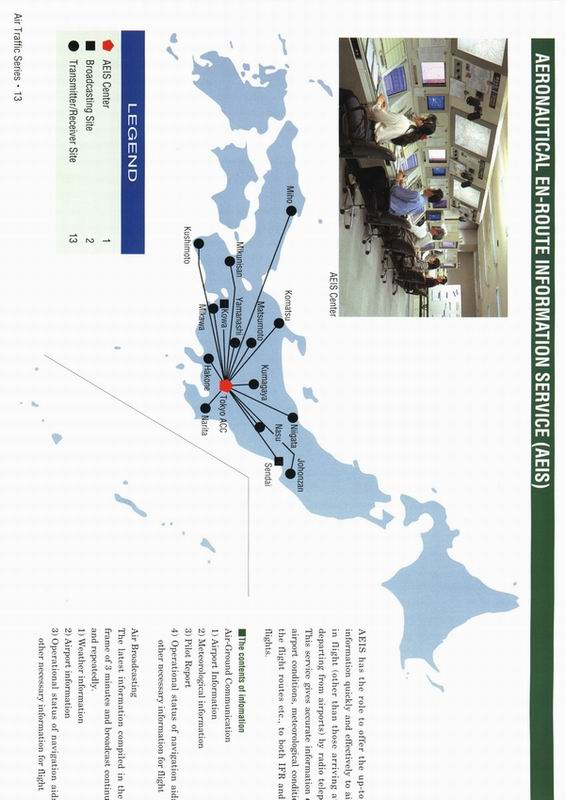 AERONAUTICAL EN-ROUTE INFORMATION SERVICE (AEIS)
AEIS Center
AEIS has the role to offer the up-to
information quickly and effectively to ai
in flight (other than those arriving a
departing from airports) by radio telep
This service gives accurate information
airport conditions, meteorological conditi
the flight routes etc., to both IFR and
flights.
■The contents of infomation
Air-Ground Communication
1) Airport Information
2) Meteorological information
3) Pilot Report
4) Operational status of navigation aid
other necessary information for flight
Air Broadcasting
The latest information compiled in the
frame of 3 minutes and broadcast continu
and repeatedly.
1) Weather information
2) Airport information
3) Operational status of navigation aid
other necessary information for flight
Miho
Komatsu
Niigata
Johonzan
Matsumoto
Kumagaya
Nasu
Sendai
Mikunisan
Yamanashi
Kowa
Tokyo ACC
Kushimoto
Mikawa
Hakone
Narita
LEGEND
AEIS Center 1
Broadcasting Site 2
Transmitter/Receiver Site 13
Air Traffic Series • 13